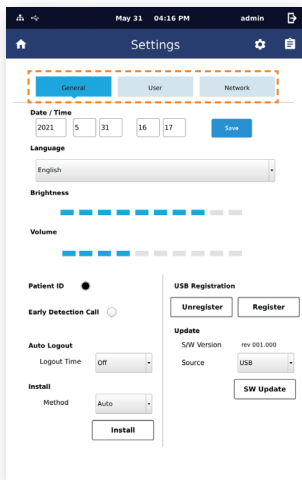 May 31 04:16 PM admin
Settings
General User Network
Date / Time
2021 5 31 16 17 Save
Language
English
Brightness
Volume
Patient ID
Early Detection Call
Auto Logout
Logout Time Off
Install
Method Auto
Install
USB Registration
Unregister Register
Update
S/W Version rev 001.000
Source USB
SW Update